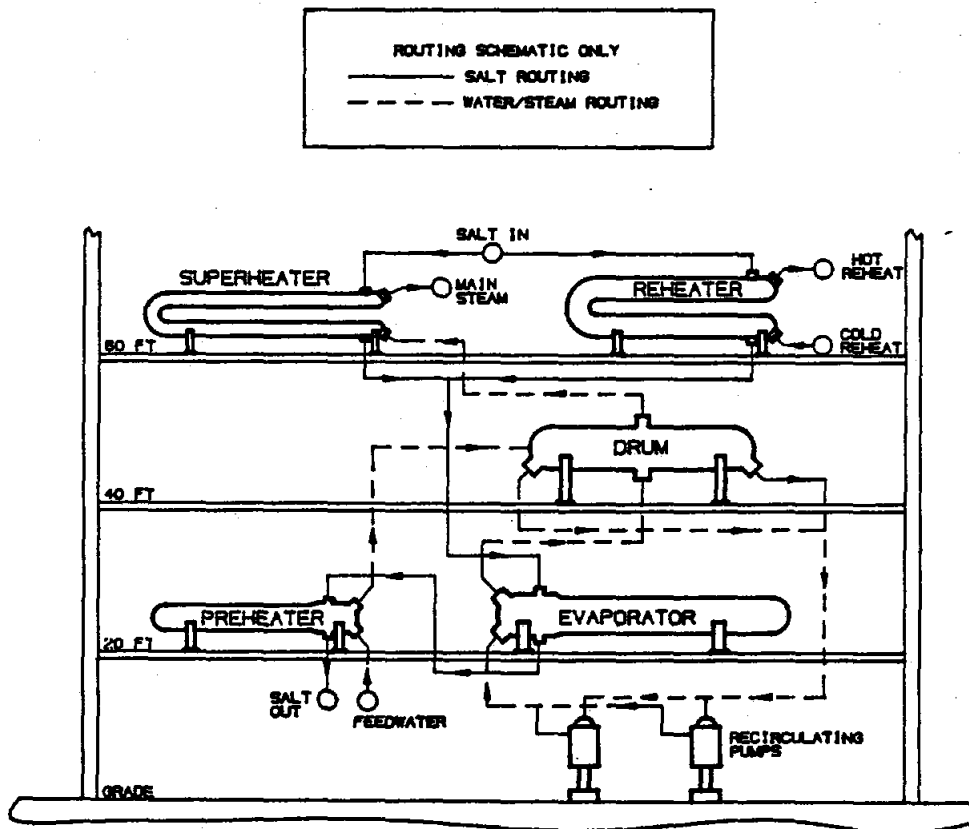 ROUTING SCHEMATIC ONLY
SALT ROUTING
WATER/STEAM ROUTING
SALT IN
SUPERHEATER
MAIN
STEAM
REHEATER
HOT
REHEAT
COLD
REHEAT
60 FT
DRUM
40 FT
PREHEATER
EVAPORATOR
20 FT
SALT
OUT
FEEDWATER
RECIRCULATING
PUMPS
GRADE